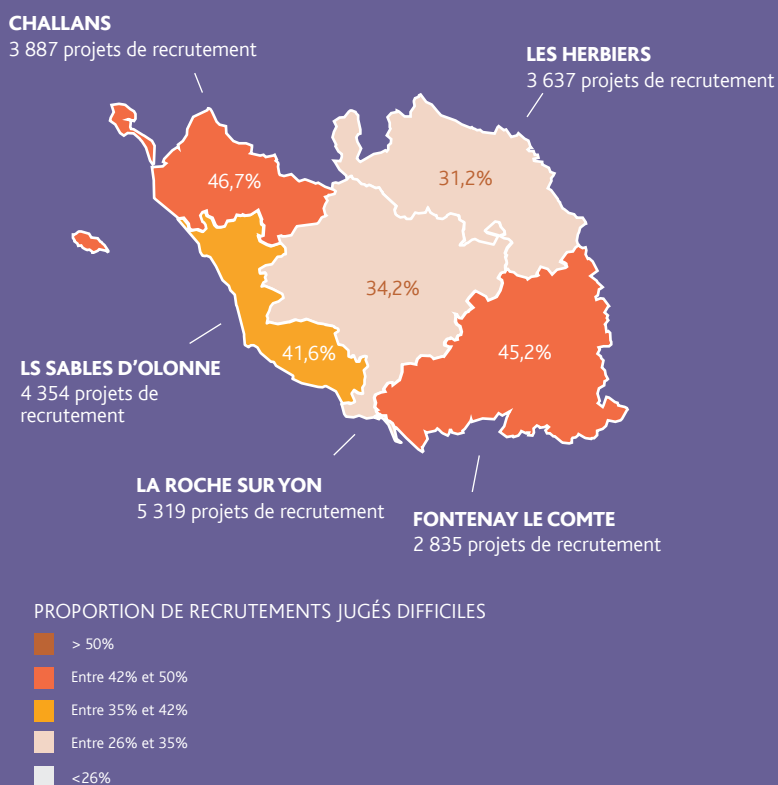 CHALLANS
3 887 projets de recrutement
LES HERBIERS
3 637 projets de recrutement
46,7%
31,2%
34,2%
41,6%
45,2%
LS SABLES D'OLONNE
4 354 projets de
recrutement
LA ROCHE SUR YON
5 319 projets de recrutement
FONTENAY LE COMTE
2 835 projets de recrutement
PROPORTION DE RECRUTEMENTS JUGÉS DIFFICILES
> 50%
Entre 42% et 50%
Entre 35% et 42%
Entre 26% et 35%
<26%